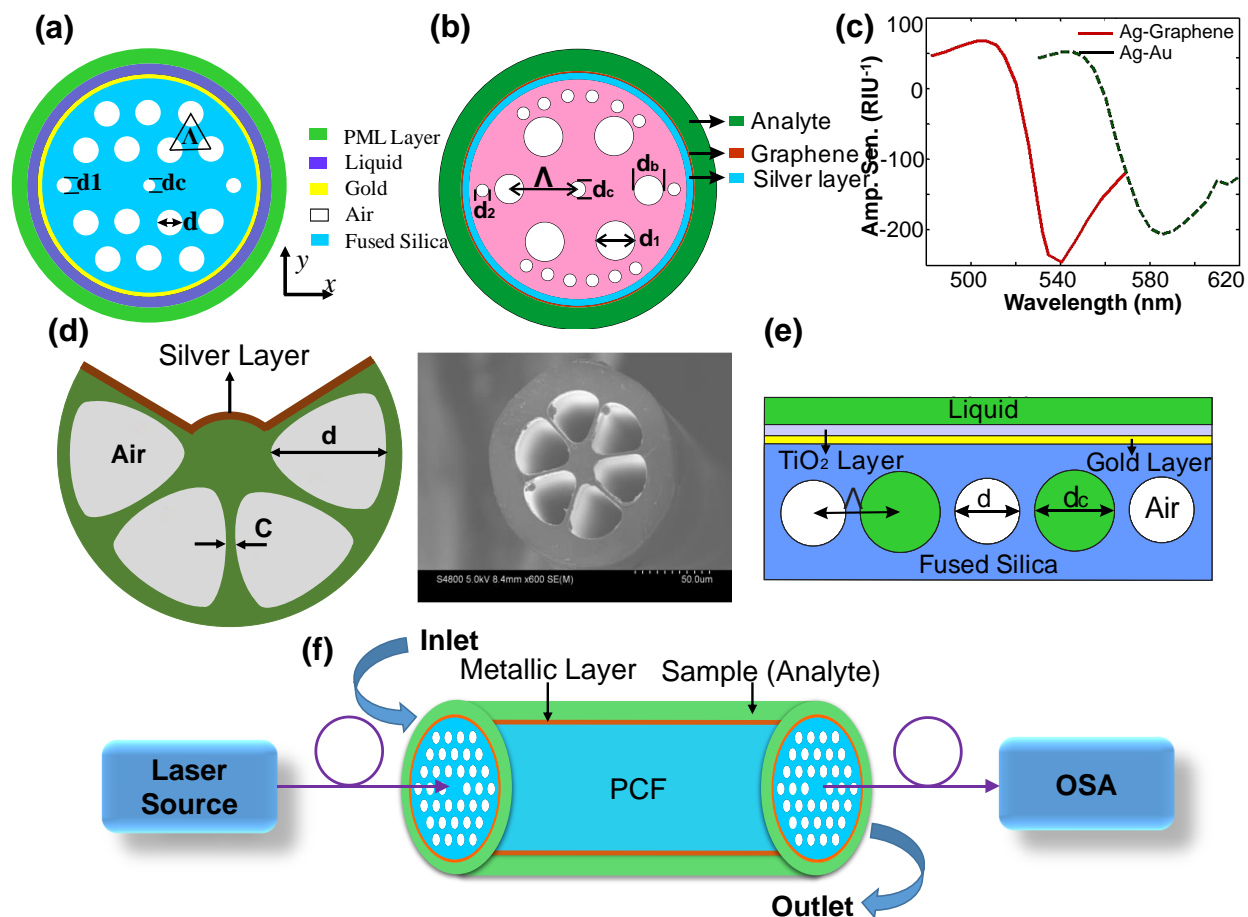 (a)
Λ
d1
dc
d
PML Layer
Liquid
Gold
Air
Fused Silica
y
x
(b)
Λ
dc
db
d2
d1
Analyte
Graphene
Silver layer
(c)
Amp. Sen. (RIU-1)
100
0
-100
-200
Ag-Graphene
Ag-Au
500
540
580
620
Wavelength (nm)
(d)
Silver Layer
Air
d
C
S4800 5.0kV 8.4mm x600 SE(M)
50.0um
(e)
Liquid
TiO2 Layer
Gold Layer
Λ
d
dc
Air
Fused Silica
(f)
Inlet
Metallic Layer
Sample (Analyte)
Laser
Source
PCF
OSA
Outlet